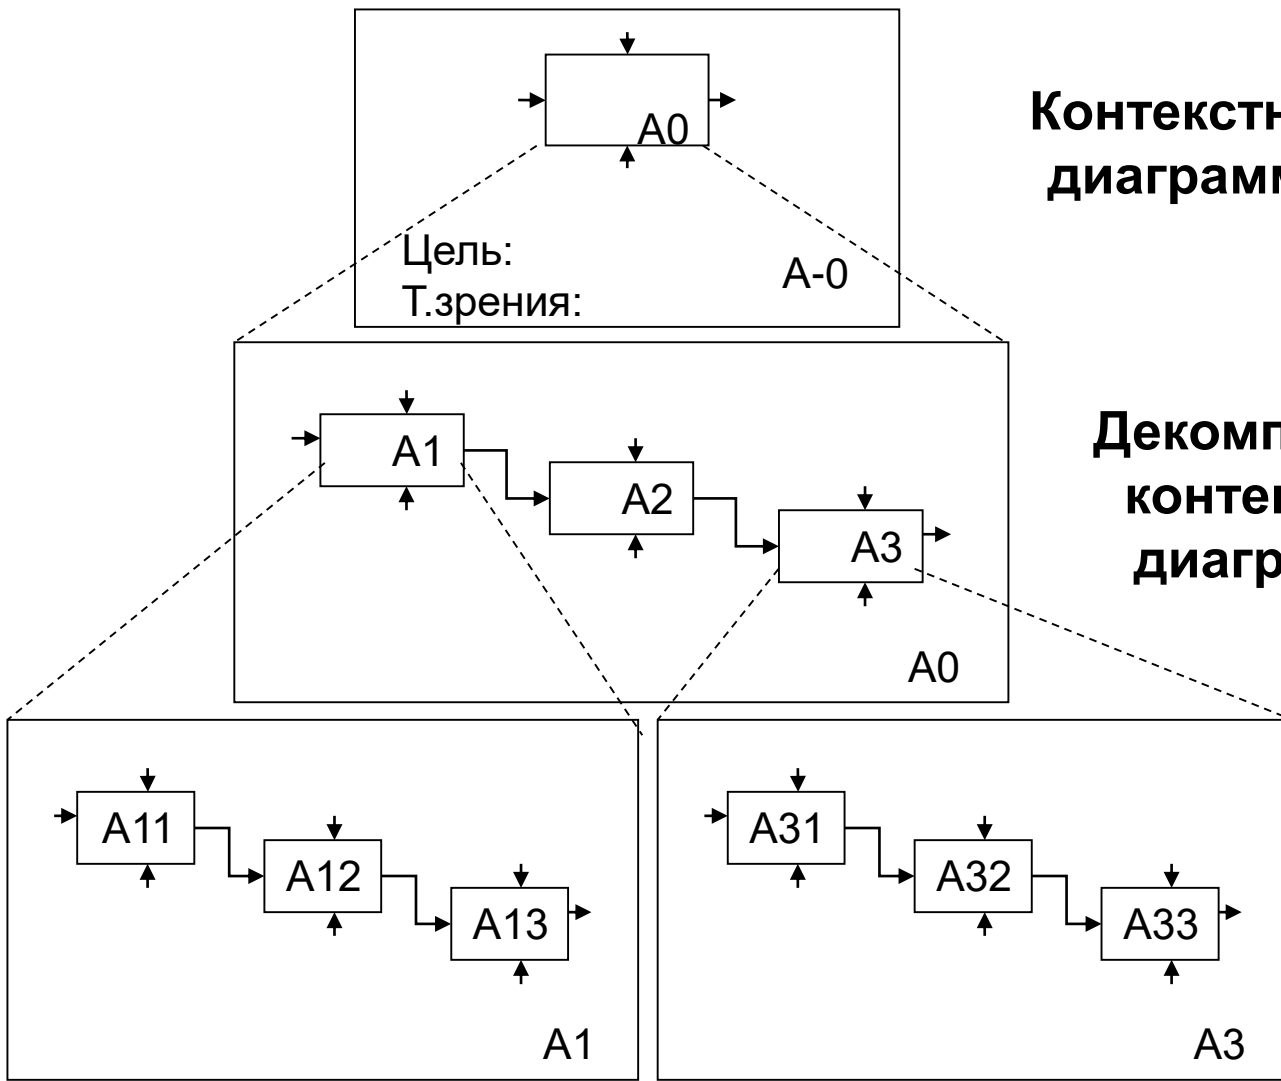 A0
Контекстн
диаграмм
Цель:
Т.зрения:
A-0
A1
A2
A3
Декомп
контек
диагр
A0
A11
A12
A13
A1
A31
A32
A33
A3